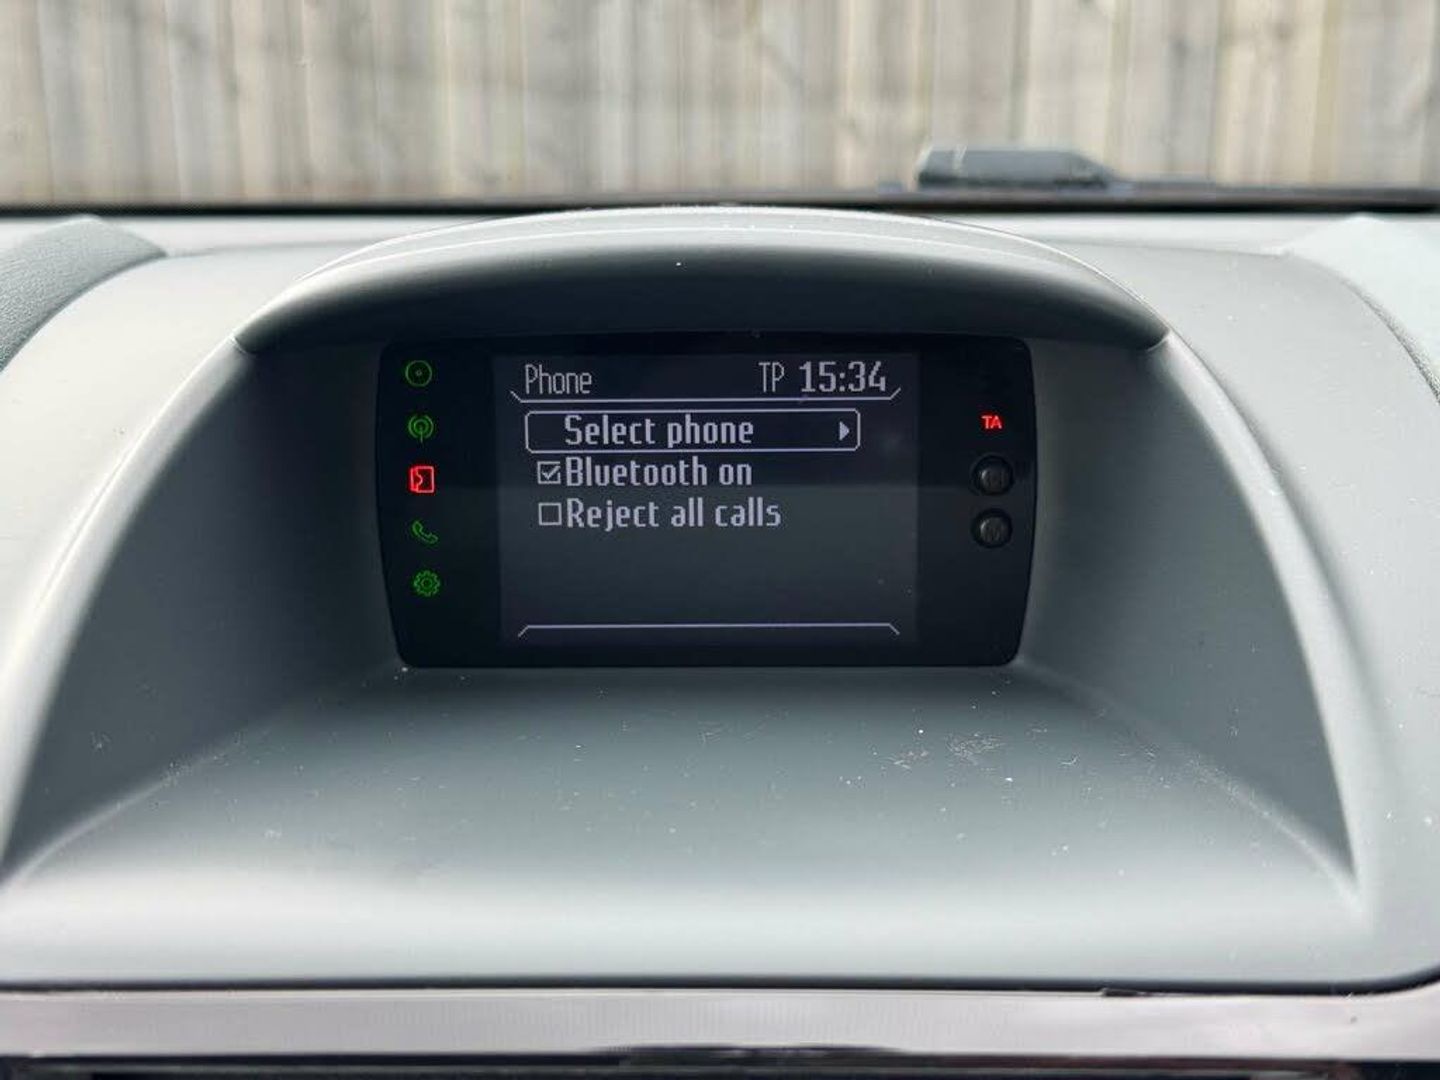 Phone TP 15:34
TA
Select phone
Bluetooth on
Reject all calls